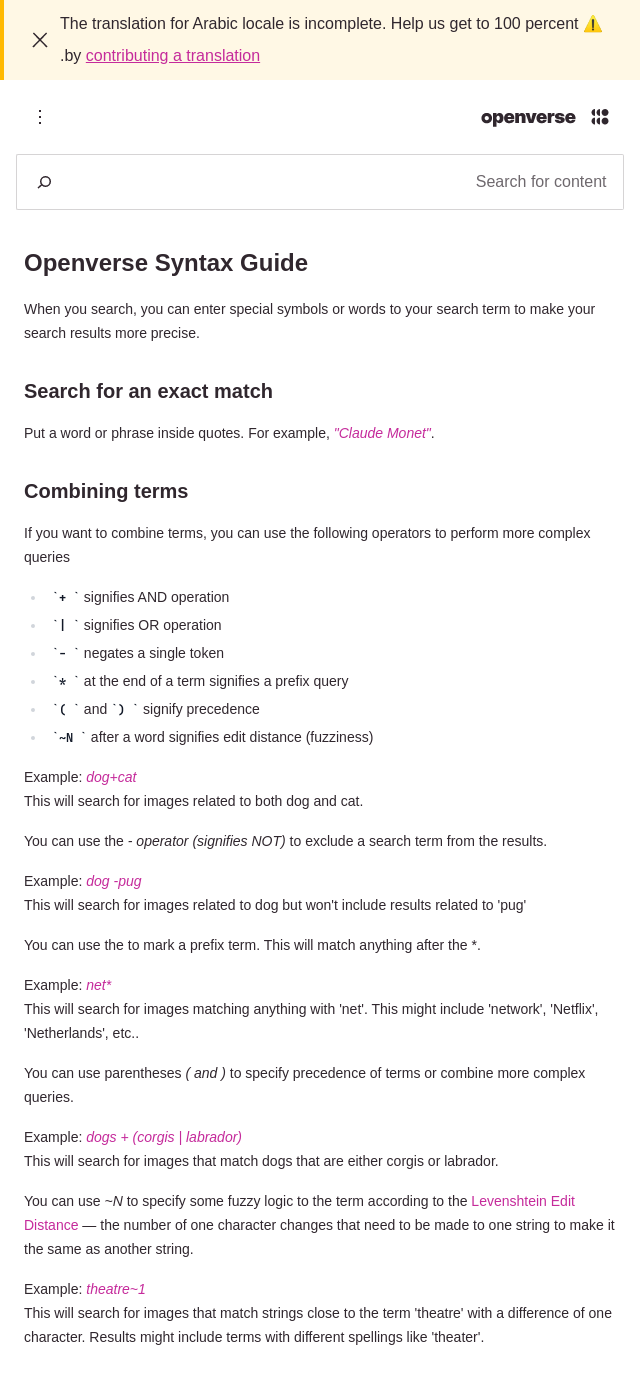 The translation for Arabic locale is incomplete. Help us get to 100 percent
.by contributing a translation
openverse
Search for content
Openverse Syntax Guide
When you search, you can enter special symbols or words to your search term to make your
search results more precise.
Search for an exact match
Put a word or phrase inside quotes. For example, "Claude Monet".
Combining terms
If you want to combine terms, you can use the following operators to perform more complex
queries
`+ ` signifies AND operation
`| ` signifies OR operation
`- ` negates a single token
`* ` at the end of a term signifies a prefix query
`( ` and `) ` signify precedence
`~N ` after a word signifies edit distance (fuzziness)
Example: dog+cat
This will search for images related to both dog and cat.
You can use the - operator (signifies NOT) to exclude a search term from the results.
Example: dog -pug
This will search for images related to dog but won't include results related to 'pug'
You can use the to mark a prefix term. This will match anything after the *.
Example: net*
This will search for images matching anything with 'net'. This might include 'network', 'Netflix',
'Netherlands', etc..
You can use parentheses ( and ) to specify precedence of terms or combine more complex
queries.
Example: dogs + (corgis | labrador)
This will search for images that match dogs that are either corgis or labrador.
You can use ~N to specify some fuzzy logic to the term according to the Levenshtein Edit
Distance — the number of one character changes that need to be made to one string to make it
the same as another string.
Example: theatre~1
This will search for images that match strings close to the term 'theatre' with a difference of one
character. Results might include terms with different spellings like 'theater'.